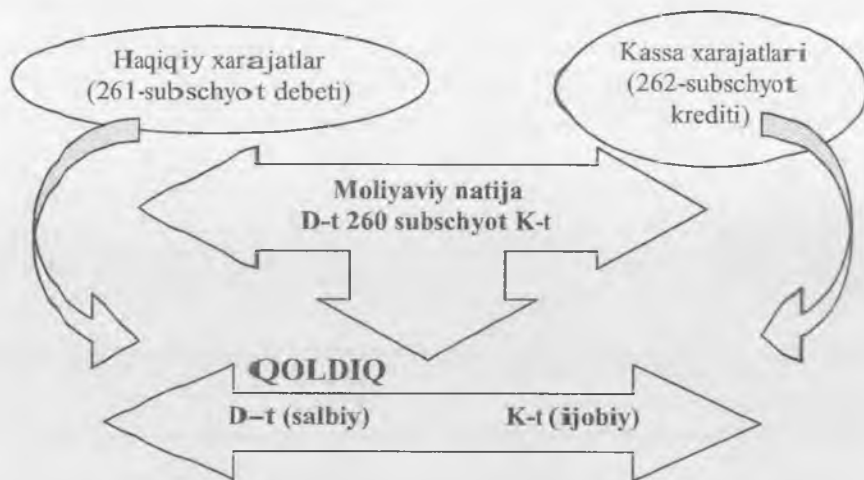 Haqiqiy xarajatlar
(261-subschyot debeti)
Kassa xarajatlari
(262-subschyot
krediti)
Moliyaviy natija
D-t 260 subschyot K-t
QOLDIQ
D–t (salbiy) K-t (ijobiy)